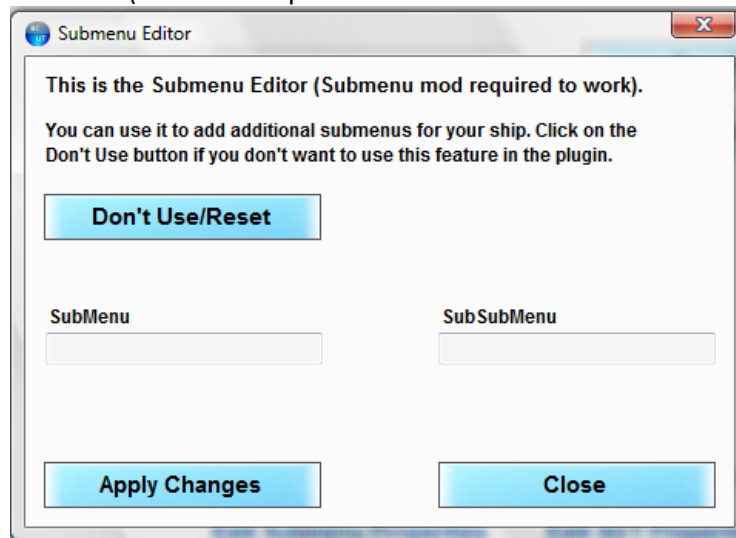 Submenu Editor
This is the Submenu Editor (Submenu mod required to work).
You can use it to add additional submenus for your ship. Click on the
Don't Use button if you don't want to use this feature in the plugin.
Don't Use/Reset
SubMenu SubSubMenu
Apply Changes Close